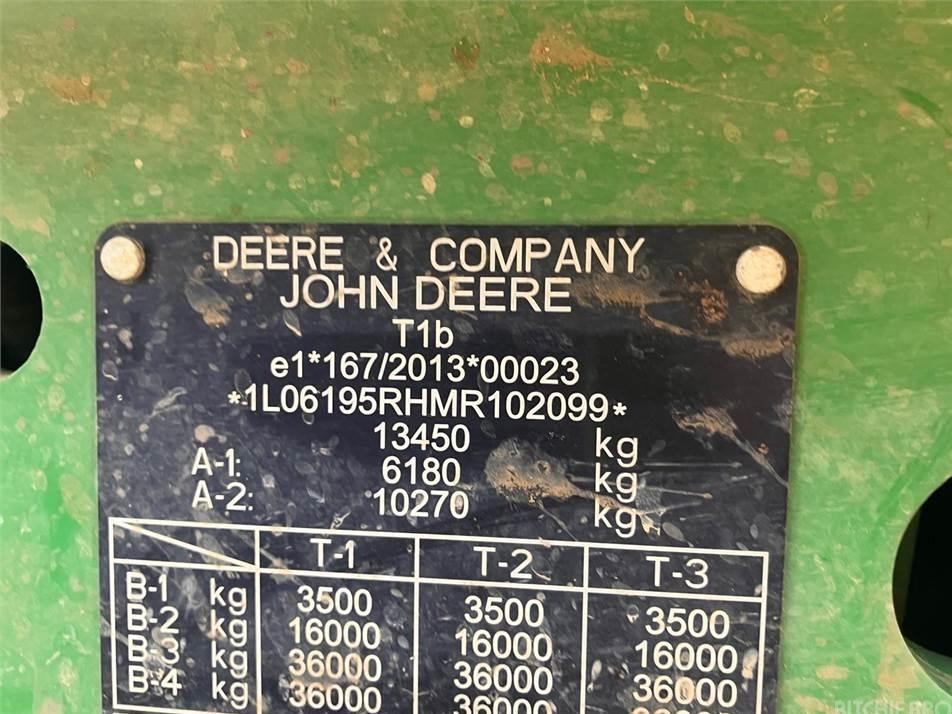 DEERE & COMPANY
JOHN DEERE
T1b
e1*167/2013*00023
*1L06195RHMR102099*
13450 kg
A-1: 6180 kg
A-2: 10270 kg
T-1 T-2 T-3
B-1 kg 3500 3500 3500
B-2 kg 16000 16000 16000
B-3 kg 36000 36000 36000
B-4 kg 36000 36000